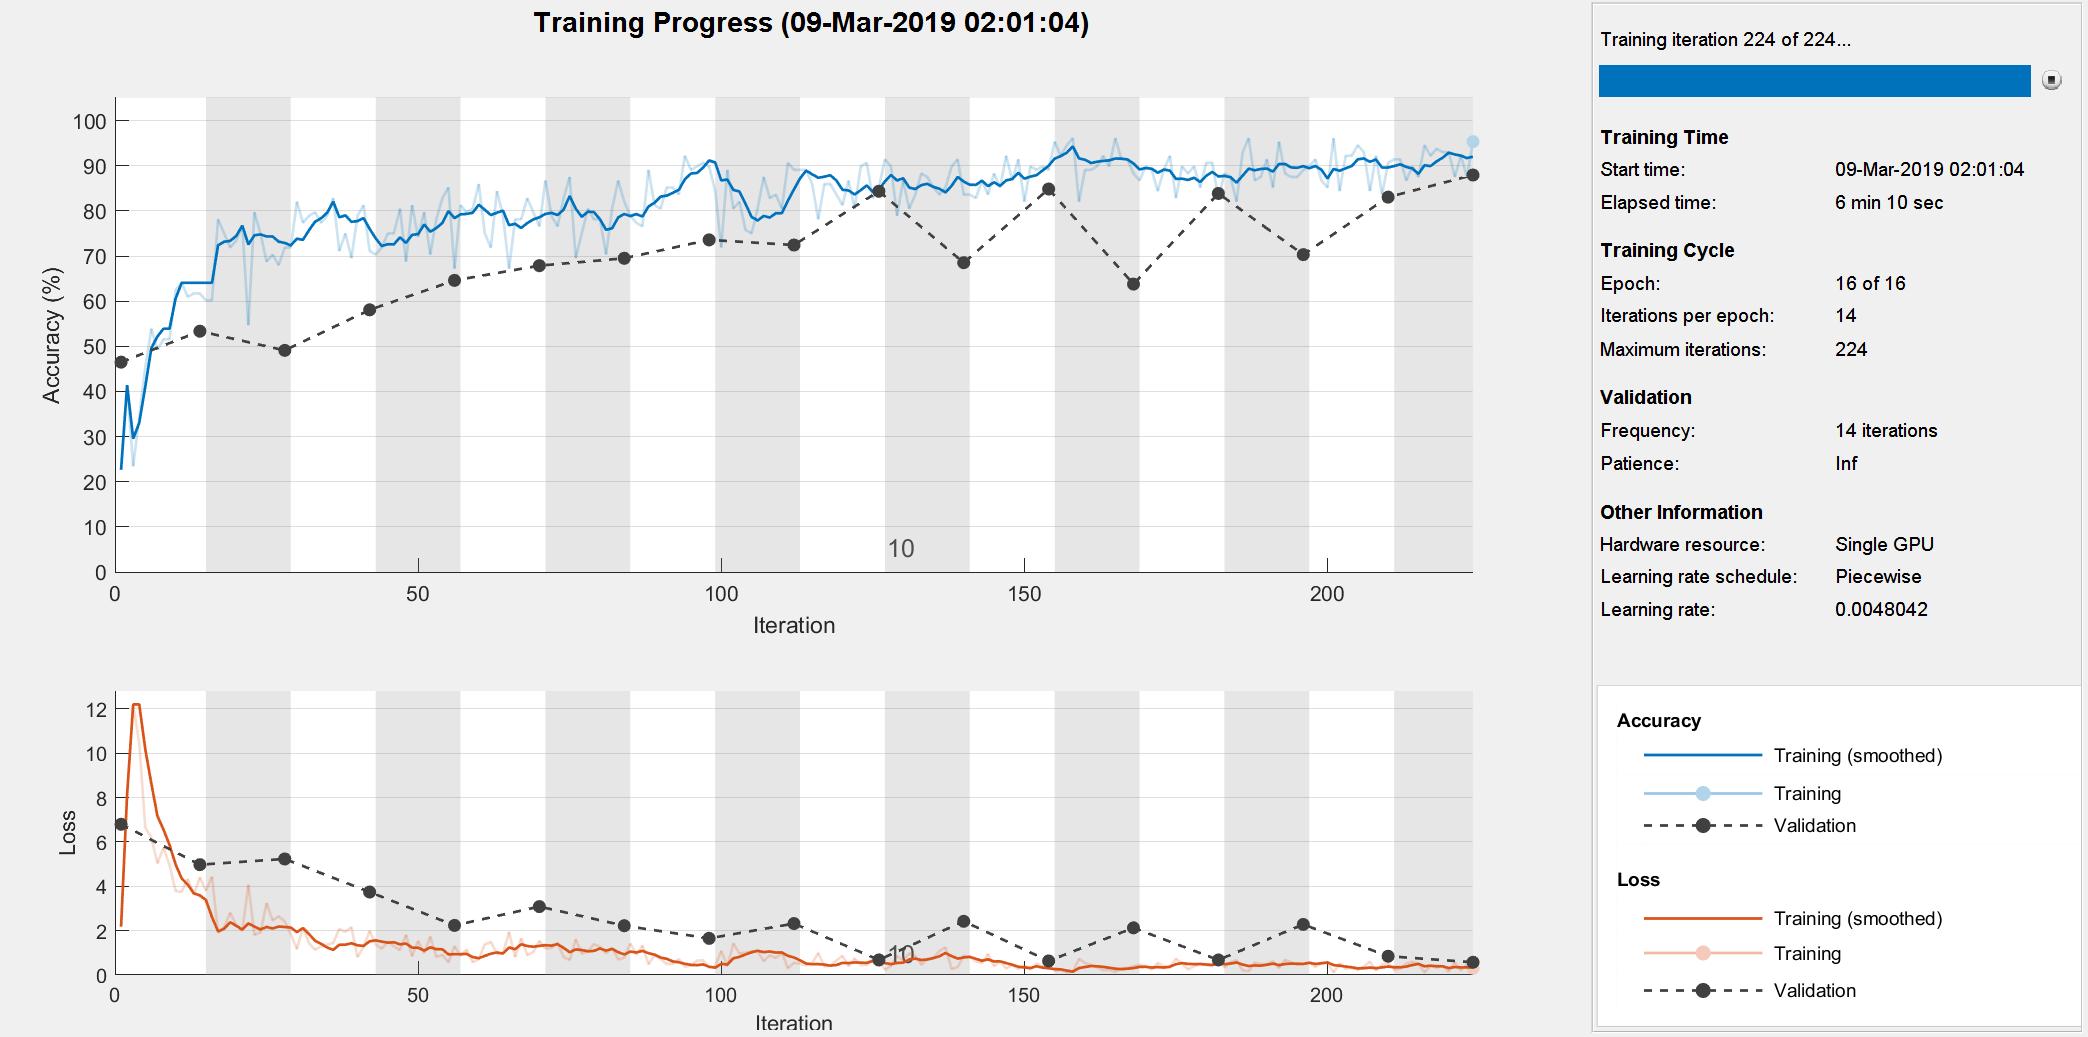 Training Progress (09-Mar-2019 02:01:04)
100
90
80
70
60
50
40
30
20
10
0
Accuracy (%)
10
0 50 100 150 200
Iteration
12
10
8
6
4
2
0
Loss
10
0 50 100 150 200
Iteration
Training iteration 224 of 224...
Training Time
Start time: 09-Mar-2019 02:01:04
Elapsed time: 6 min 10 sec
Training Cycle
Epoch: 16 of 16
Iterations per epoch: 14
Maximum iterations: 224
Validation
Frequency: 14 iterations
Patience: Inf
Other Information
Hardware resource: Single GPU
Learning rate schedule: Piecewise
Learning rate: 0.0048042
Accuracy
Training (smoothed)
Training
Validation
Loss
Training (smoothed)
Training
Validation